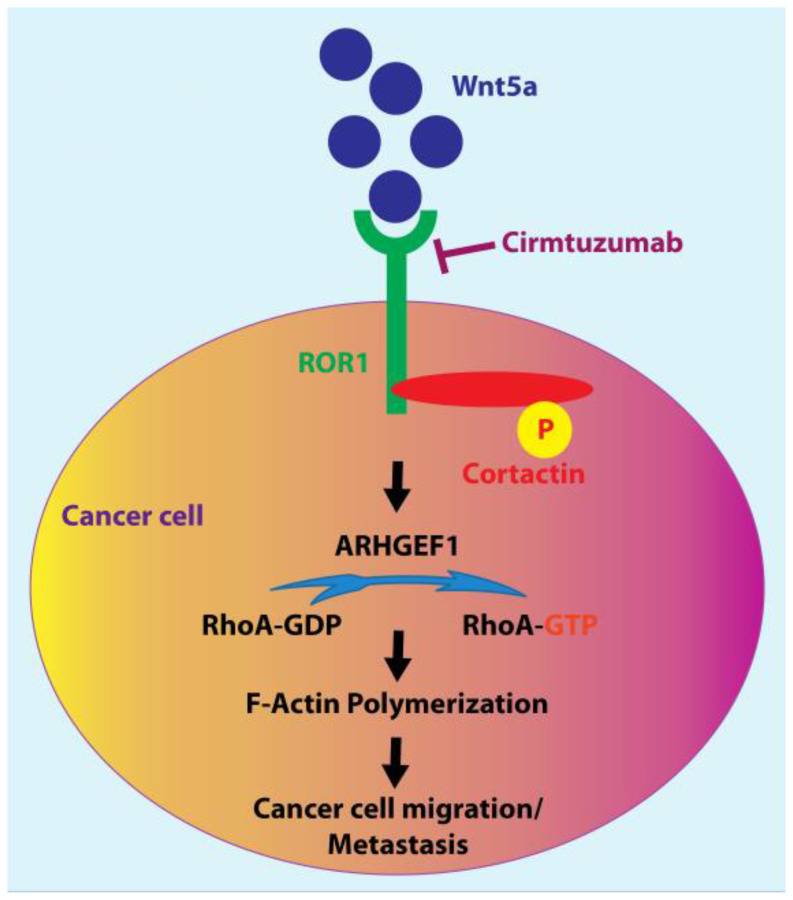 Wnt5a
Cirmtuzumab
ROR1
P
Cortactin
Cancer cell
ARHGEF1
RhoA-GDP
RhoA-GTP
F-Actin Polymerization
Cancer cell migration/
Metastasis